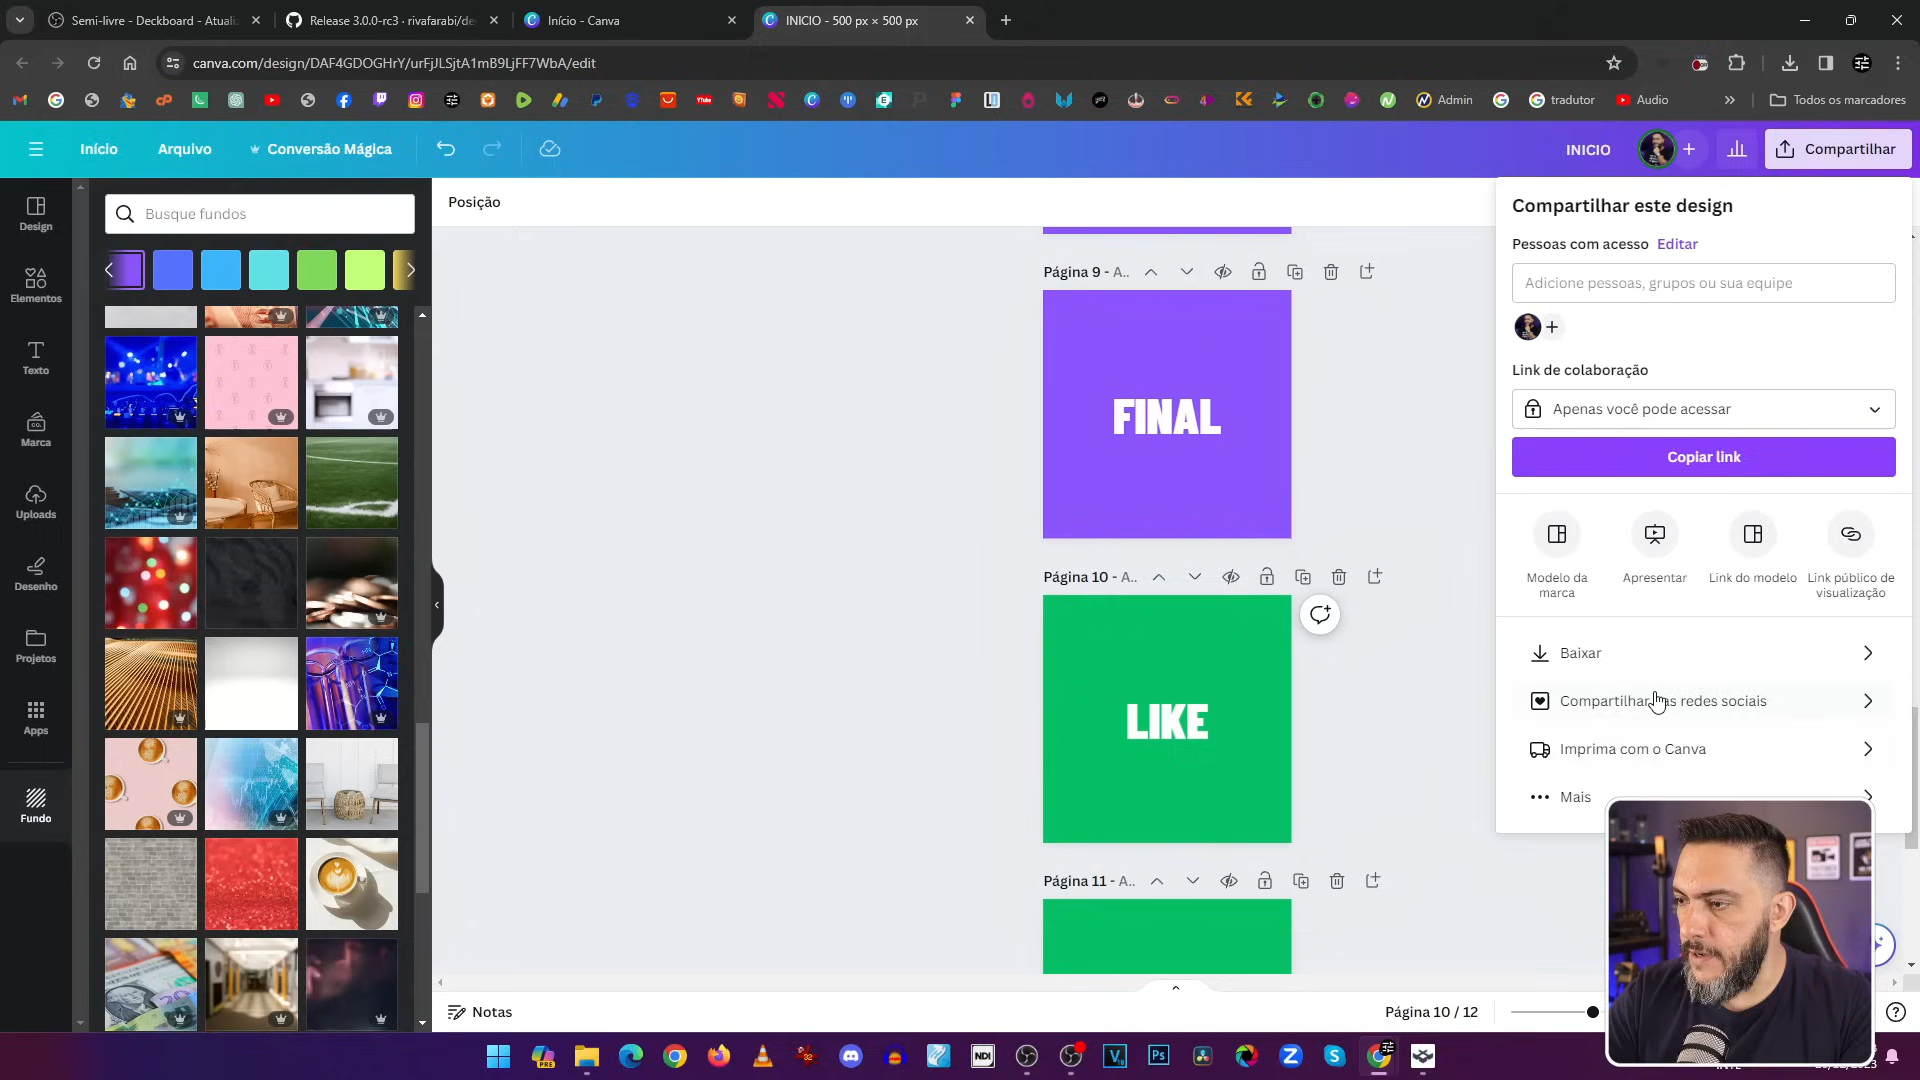 Semi-livre - Deckboard - Atualiz
Release 3.0.0-rc3 · rivafarabi/de
Início - Canva
INICIO - 500 px × 500 px
canva.com/design/DAF4GDOGHrY/urFjJLSjtA1mB9LjFF7WbA/edit
Admin
tradutor
Audio
Todos os marcadores
Início
Arquivo
Conversão Mágica
INICIO
Compartilhar
Design
Elementos
Texto
Marca
Uploads
Desenho
Projetos
Apps
Fundo
Busque fundos
Posição
Página 9 - A..
FINAL
Página 10 - A..
LIKE
Página 11 - A..
Compartilhar este design
Pessoas com acesso Editar
Adicione pessoas, grupos ou sua equipe
Link de colaboração
Apenas você pode acessar
Copiar link
Modelo da
marca
Apresentar
Link do modelo
Link público de
visualização
Baixar
Compartilhar nas redes sociais
Imprima com o Canva
Mais
Notas
Página 10 / 12